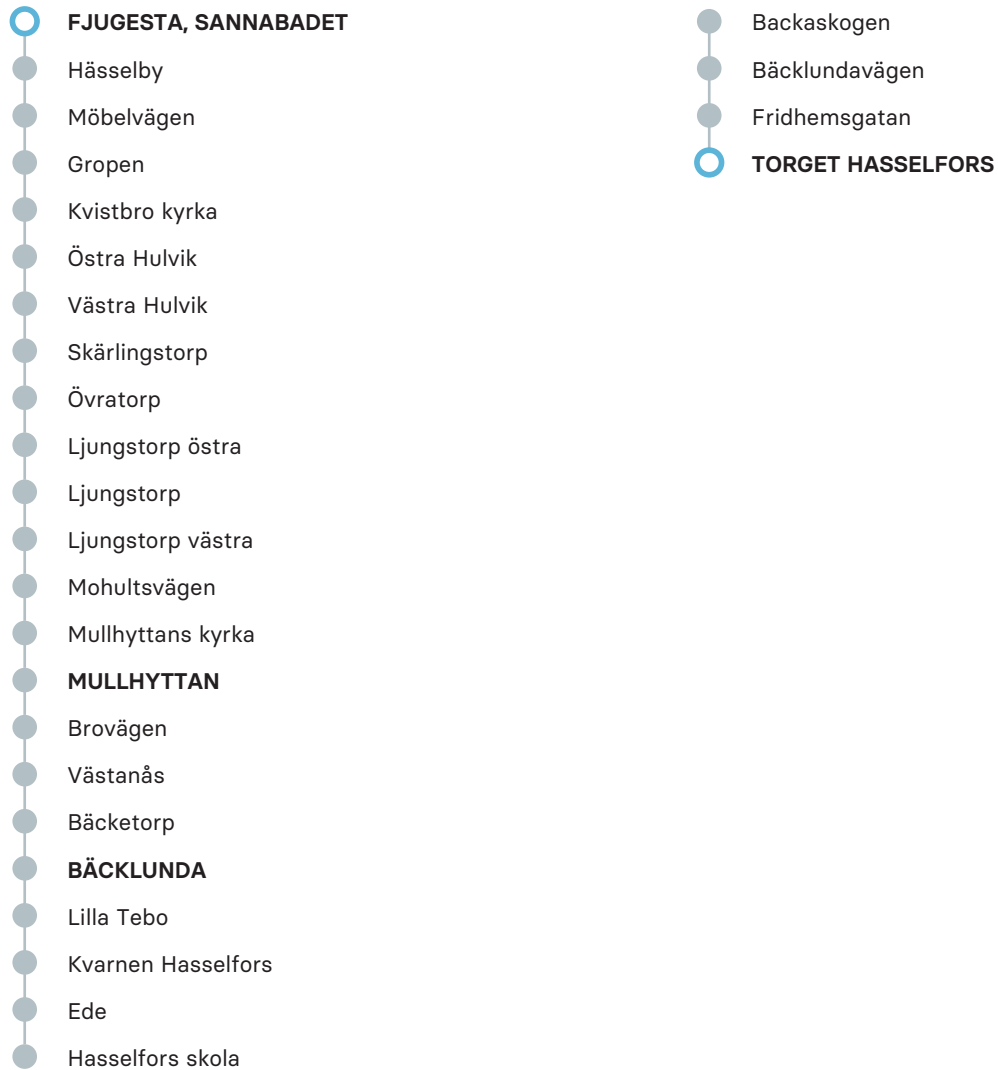 FJUGESTA, SANNABADET
Hässelby
Möbelvägen
Gropen
Kvistbro kyrka
Östra Hulvik
Västra Hulvik
Skärlingstorp
Övratorp
Ljungstorp östra
Ljungstorp
Ljungstorp västra
Mohultsvägen
Mullhyttans kyrka
MULLHYTTAN
Brovägen
Västanås
Bäcketorp
BÄCKLUNDA
Lilla Tebo
Kvarnen Hasselfors
Ede
Hasselfors skola
Backaskogen
Bäcklundavägen
Fridhemsgatan
TORGET HASSELFORS